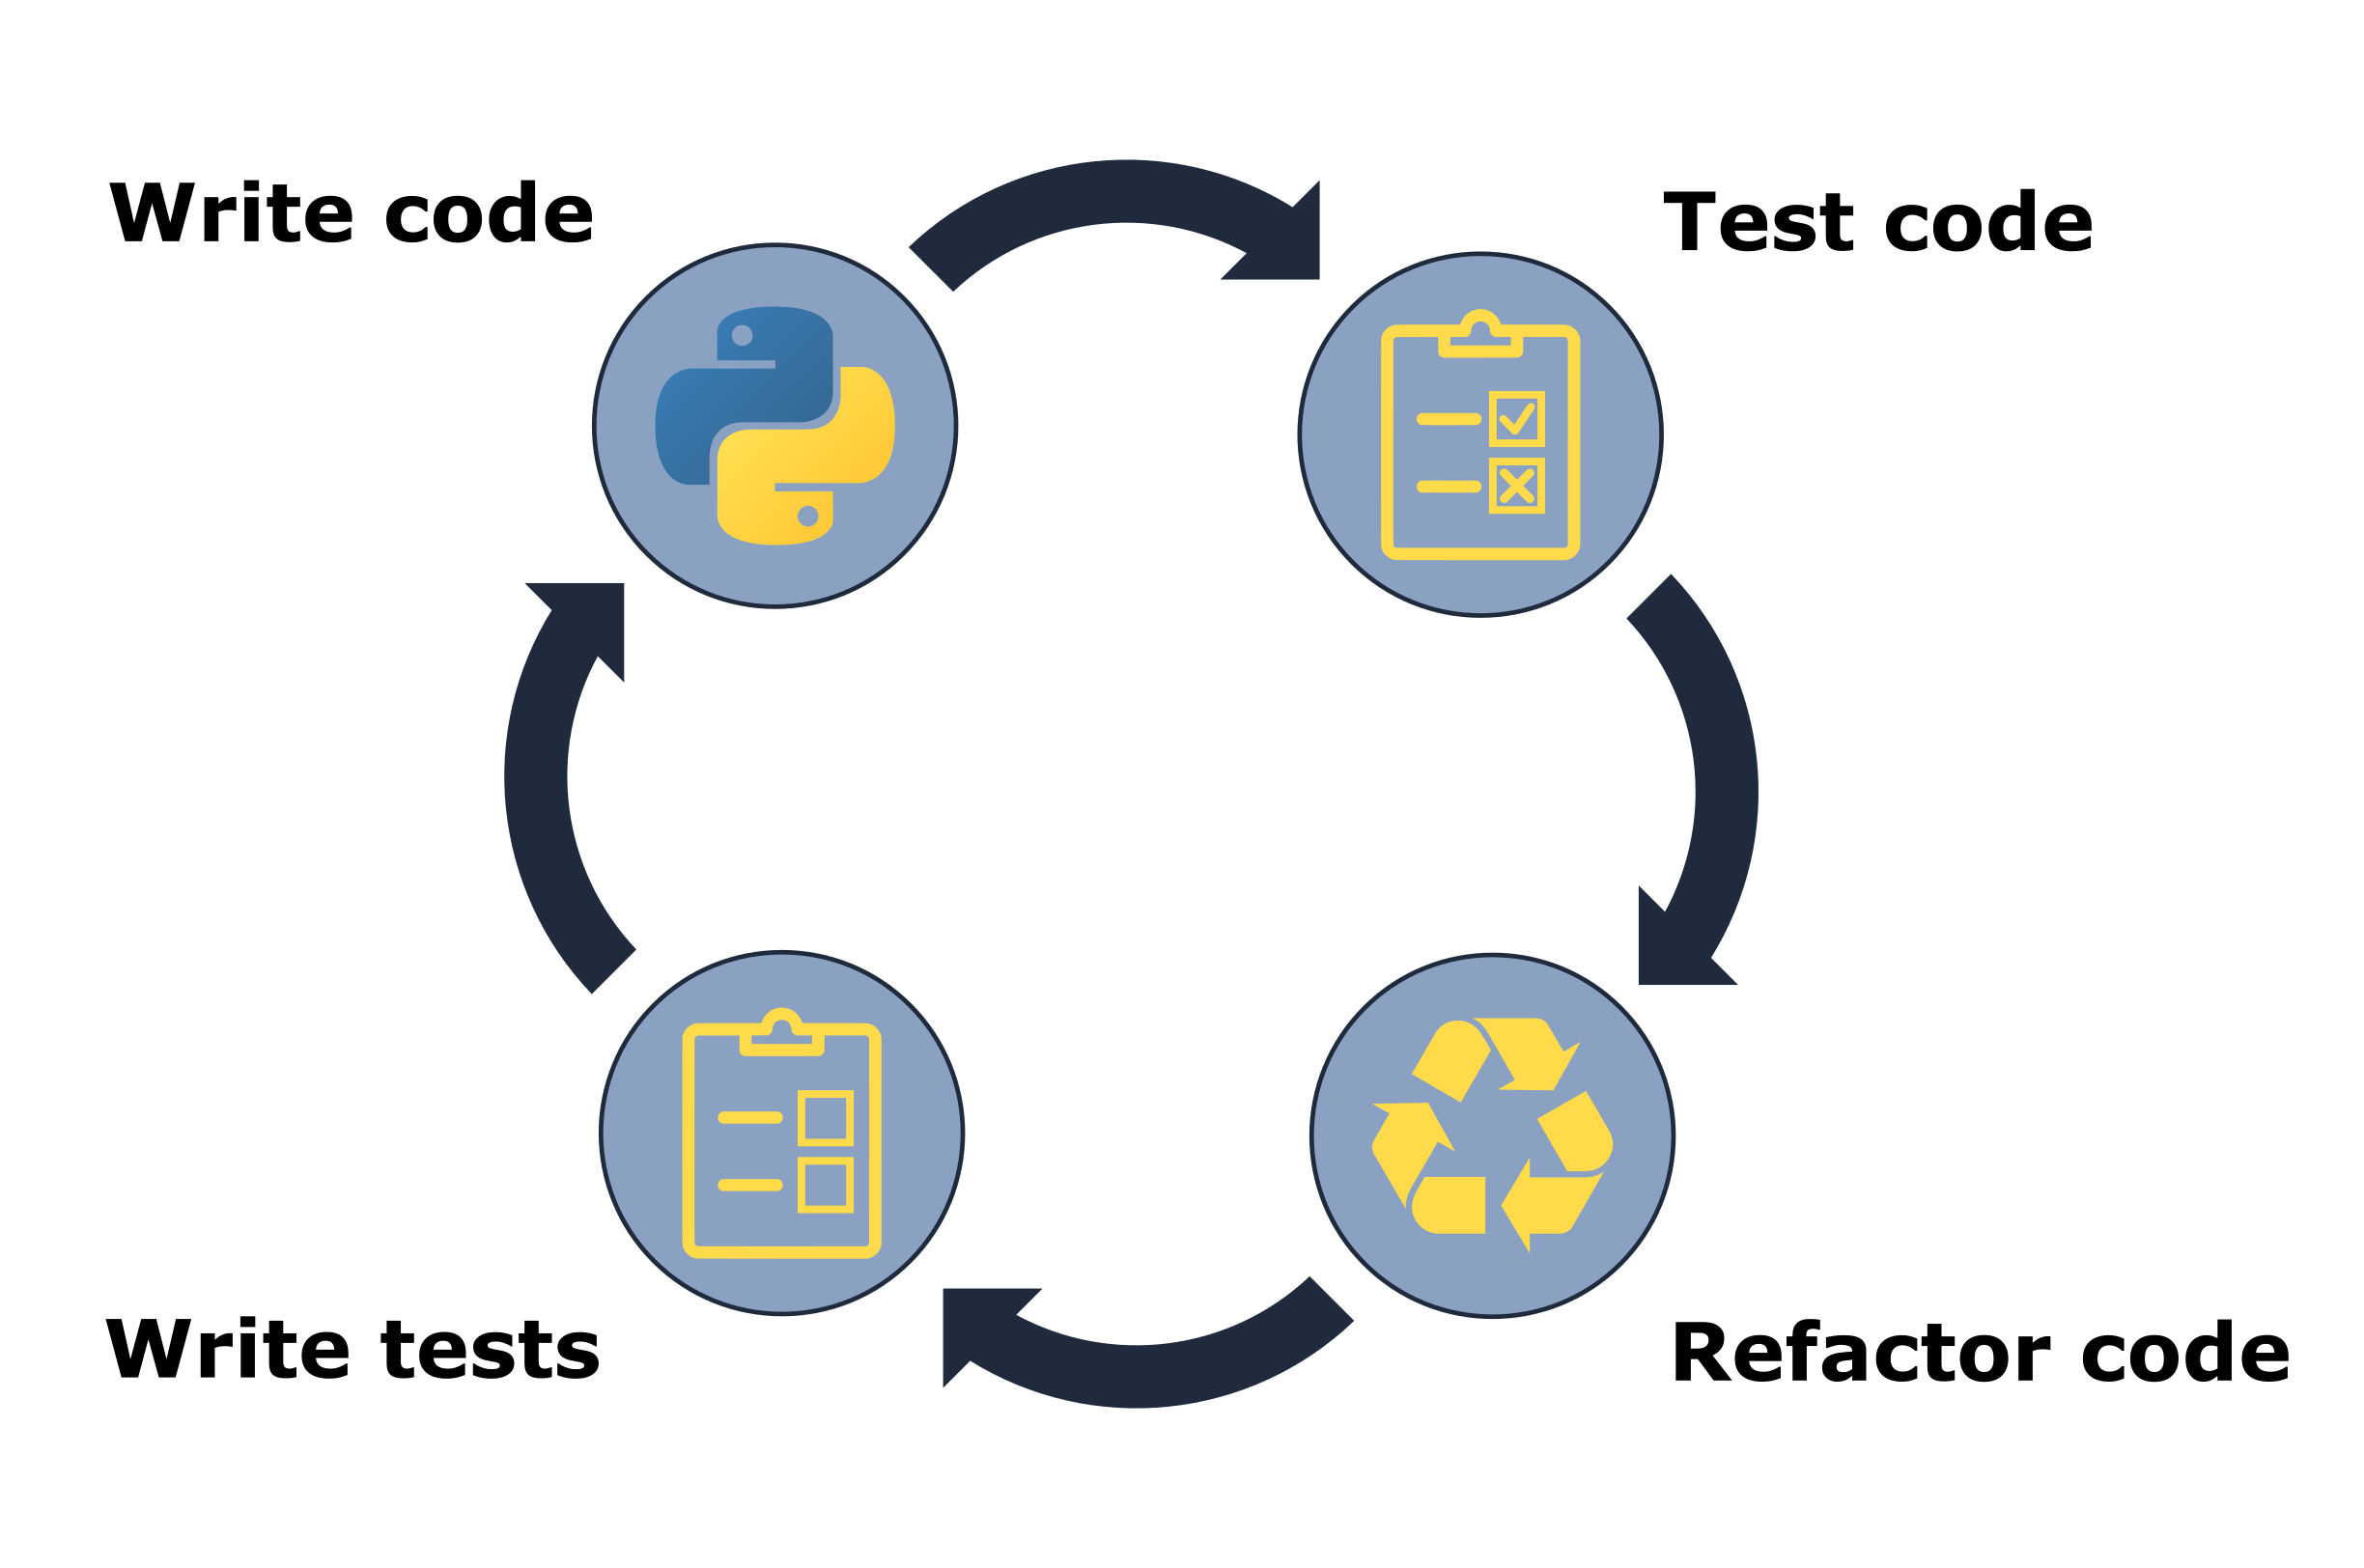 Write code
Test code
Write tests
Refactor code